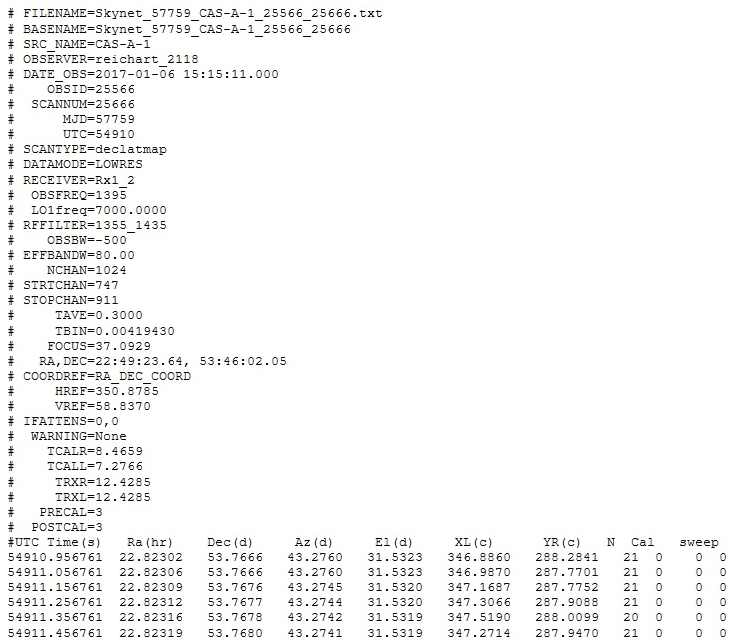 # FILENAME=Skynet_57759_CAS-A-1_25566_25666.txt
# BASENAME=Skynet_57759_CAS-A-1_25566_25666
# SRC_NAME=CAS-A-1
# OBSERVER=reichart_2118
# DATE_OBS=2017-01-06 15:15:11.000
# OBSID=25566
# SCANNUM=25666
# MJD=57759
# UTC=54910
# SCANTYPE=declatmap
# DATAMODE=LOWRES
# RECEIVER=Rx1_2
# OBSFREQ=1395
# LO1freq=7000.0000
# RFFILTER=1355_1435
# OBSBW=-500
# EFFBANDW=80.00
# NCHAN=1024
# STRTCHAN=747
# STOPCHAN=911
# TAVE=0.3000
# TBIN=0.00419430
# FOCUS=37.0929
# RA,DEC=22:49:23.64, 53:46:02.05
# COORDREF=RA_DEC_COORD
# HREF=350.8785
# VREF=58.8370
# IFATTENS=0,0
# WARNING=None
# TCALR=8.4659
# TCALL=7.2766
# TRXR=12.4285
# TRXL=12.4285
# PRECAL=3
# POSTCAL=3
#UTC Time(s) Ra(hr) Dec(d) Az(d) El(d) XL(c) YR(c) N Cal sweep
54910.956761 22.82302 53.7666 43.2760 31.5323 346.8860 288.2841 21 0 0 0
54911.056761 22.82306 53.7666 43.2760 31.5323 346.9870 287.7701 21 0 0 0
54911.156761 22.82309 53.7676 43.2745 31.5320 347.1687 287.7752 21 0 0 0
54911.256761 22.82312 53.7677 43.2744 31.5320 347.3066 287.9088 21 0 0 0
54911.356761 22.82316 53.7678 43.2742 31.5319 347.5190 288.0099 20 0 0 0
54911.456761 22.82319 53.7680 43.2741 31.5319 347.2714 287.9470 21 0 0 0